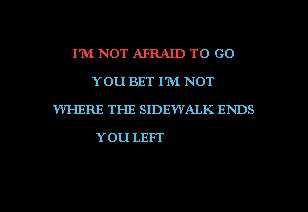 I'M NOT AFRAID TO GO
YOU BET I'M NOT
WHERE THE SIDEWALK ENDS
YOU LEFT